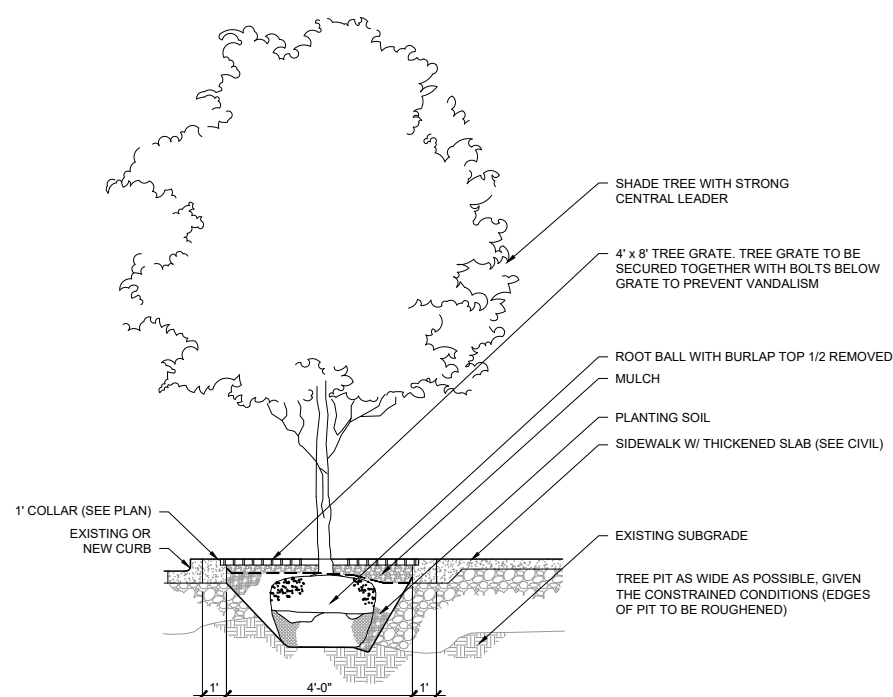 SHADE TREE WITH STRONG
CENTRAL LEADER
4' x 8' TREE GRATE. TREE GRATE TO BE
SECURED TOGETHER WITH BOLTS BELOW
GRATE TO PREVENT VANDALISM
ROOT BALL WITH BURLAP TOP 1/2 REMOVED
MULCH
PLANTING SOIL
SIDEWALK W/ THICKENED SLAB (SEE CIVIL)
1' COLLAR (SEE PLAN)
EXISTING OR
NEW CURB
EXISTING SUBGRADE
TREE PIT AS WIDE AS POSSIBLE, GIVEN
THE CONSTRAINED CONDITIONS (EDGES
OF PIT TO BE ROUGHENED)
1' 4'-0" 1'